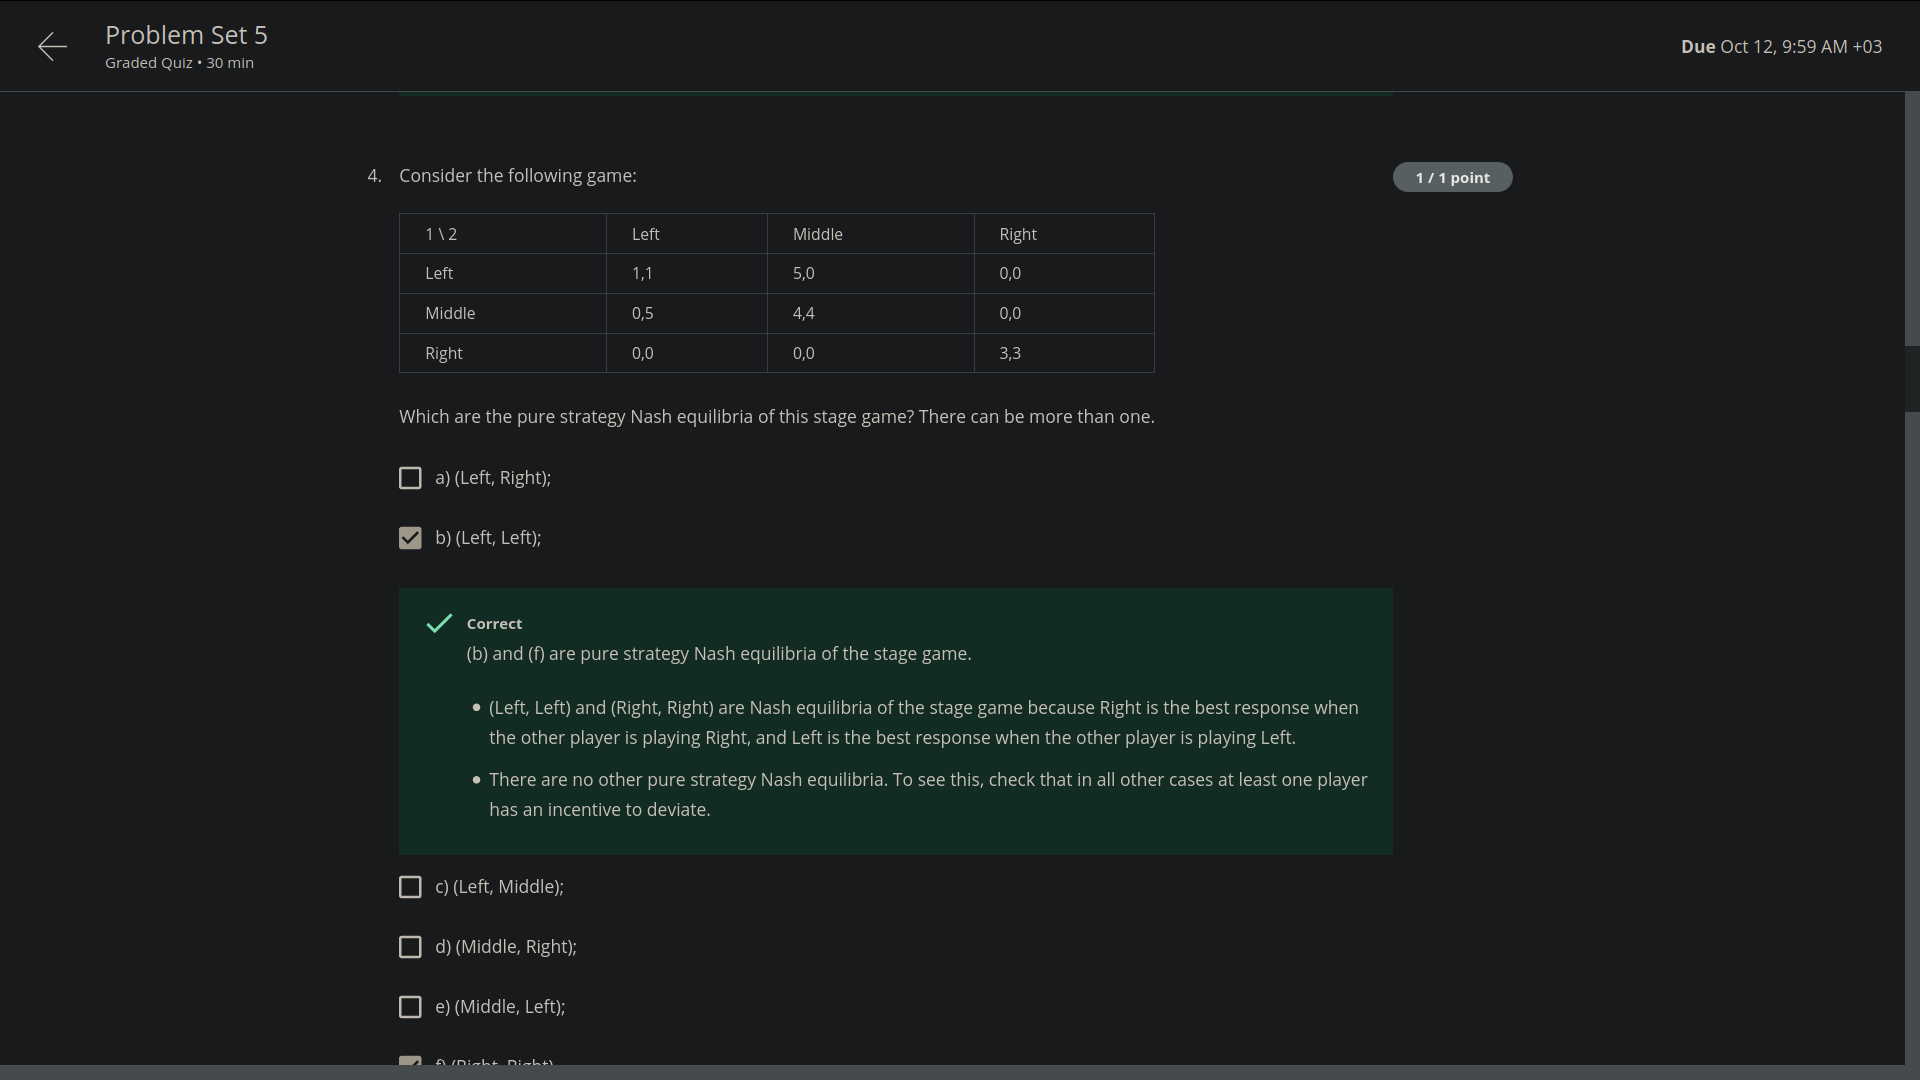 Problem Set 5
Graded Quiz • 30 min
Due Oct 12, 9:59 AM +03
4. Consider the following game:
1 / 1 point
1 \ 2 Left Middle Right
Left 1,1 5,0 0,0
Middle 0,5 4,4 0,0
Right 0,0 0,0 3,3
Which are the pure strategy Nash equilibria of this stage game? There can be more than one.
a) (Left, Right);
b) (Left, Left);
Correct
(b) and (f) are pure strategy Nash equilibria of the stage game.
• (Left, Left) and (Right, Right) are Nash equilibria of the stage game because Right is the best response when
the other player is playing Right, and Left is the best response when the other player is playing Left.
• There are no other pure strategy Nash equilibria. To see this, check that in all other cases at least one player
has an incentive to deviate.
c) (Left, Middle);
d) (Middle, Right);
e) (Middle, Left);
f) (Right, Right)